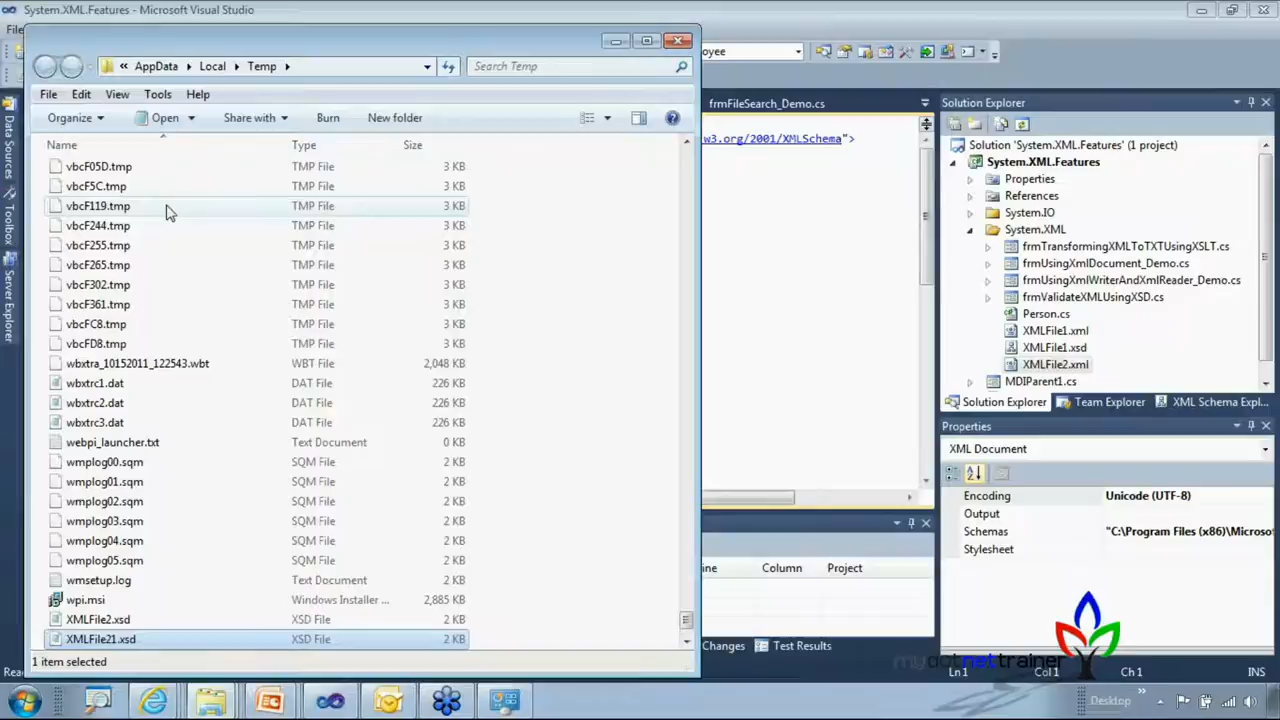 System.XML.Features - Microsoft Visual Studio
AppData Local Temp
Search Temp
File Edit View Tools Help
Organize Open Share with Burn New folder
Name Type Size
vbcF05D.tmp TMP File 3 KB
vbcF5C.tmp TMP File 3 KB
vbcF119.tmp TMP File 3 KB
vbcF244.tmp TMP File 3 KB
vbcF255.tmp TMP File 3 KB
vbcF265.tmp TMP File 3 KB
vbcF302.tmp TMP File 3 KB
vbcF361.tmp TMP File 3 KB
vbcFC8.tmp TMP File 3 KB
vbcFD8.tmp TMP File 3 KB
wbxtra_10152011_122543.wbt WBT File 2,048 KB
wbxtrc1.dat DAT File 226 KB
wbxtrc2.dat DAT File 226 KB
wbxtrc3.dat DAT File 226 KB
webpi_launcher.txt Text Document 0 KB
wmplog00.sqm SQM File 2 KB
wmplog01.sqm SQM File 2 KB
wmplog02.sqm SQM File 2 KB
wmplog03.sqm SQM File 2 KB
wmplog04.sqm SQM File 2 KB
wmplog05.sqm SQM File 2 KB
wmsetup.log Text Document 2 KB
wpi.msi Windows Installer ... 2,885 KB
XMLFile2.xsd XSD File 2 KB
XMLFile21.xsd XSD File 2 KB
1 item selected
Data Sources
Toolbox
Server Explorer
oyee
frmFileSearch_Demo.cs
w3.org/2001/XMLSchema">
ine Column Project
Changes Test Results
Solution Explorer
Solution 'System.XML.Features' (1 project)
System.XML.Features
Properties
References
System.IO
System.XML
frmTransformingXMLToTXTUsingXSLT.cs
frmUsingXmlDocument_Demo.cs
frmUsingXmlWriterAndXmlReader_Demo.cs
frmValidateXMLUsingXSD.cs
Person.cs
XMLFile1.xml
XMLFile1.xsd
XMLFile2.xml
MDIParent1.cs
Solution Explorer Team Explorer XML Schema Expl...
Properties
XML Document
Encoding Unicode (UTF-8)
Output
Schemas "C:\Program Files (x86)\Microso
Stylesheet
mydotnettrainer
Rea Ln1 Col1 Ch1 INS
Desktop